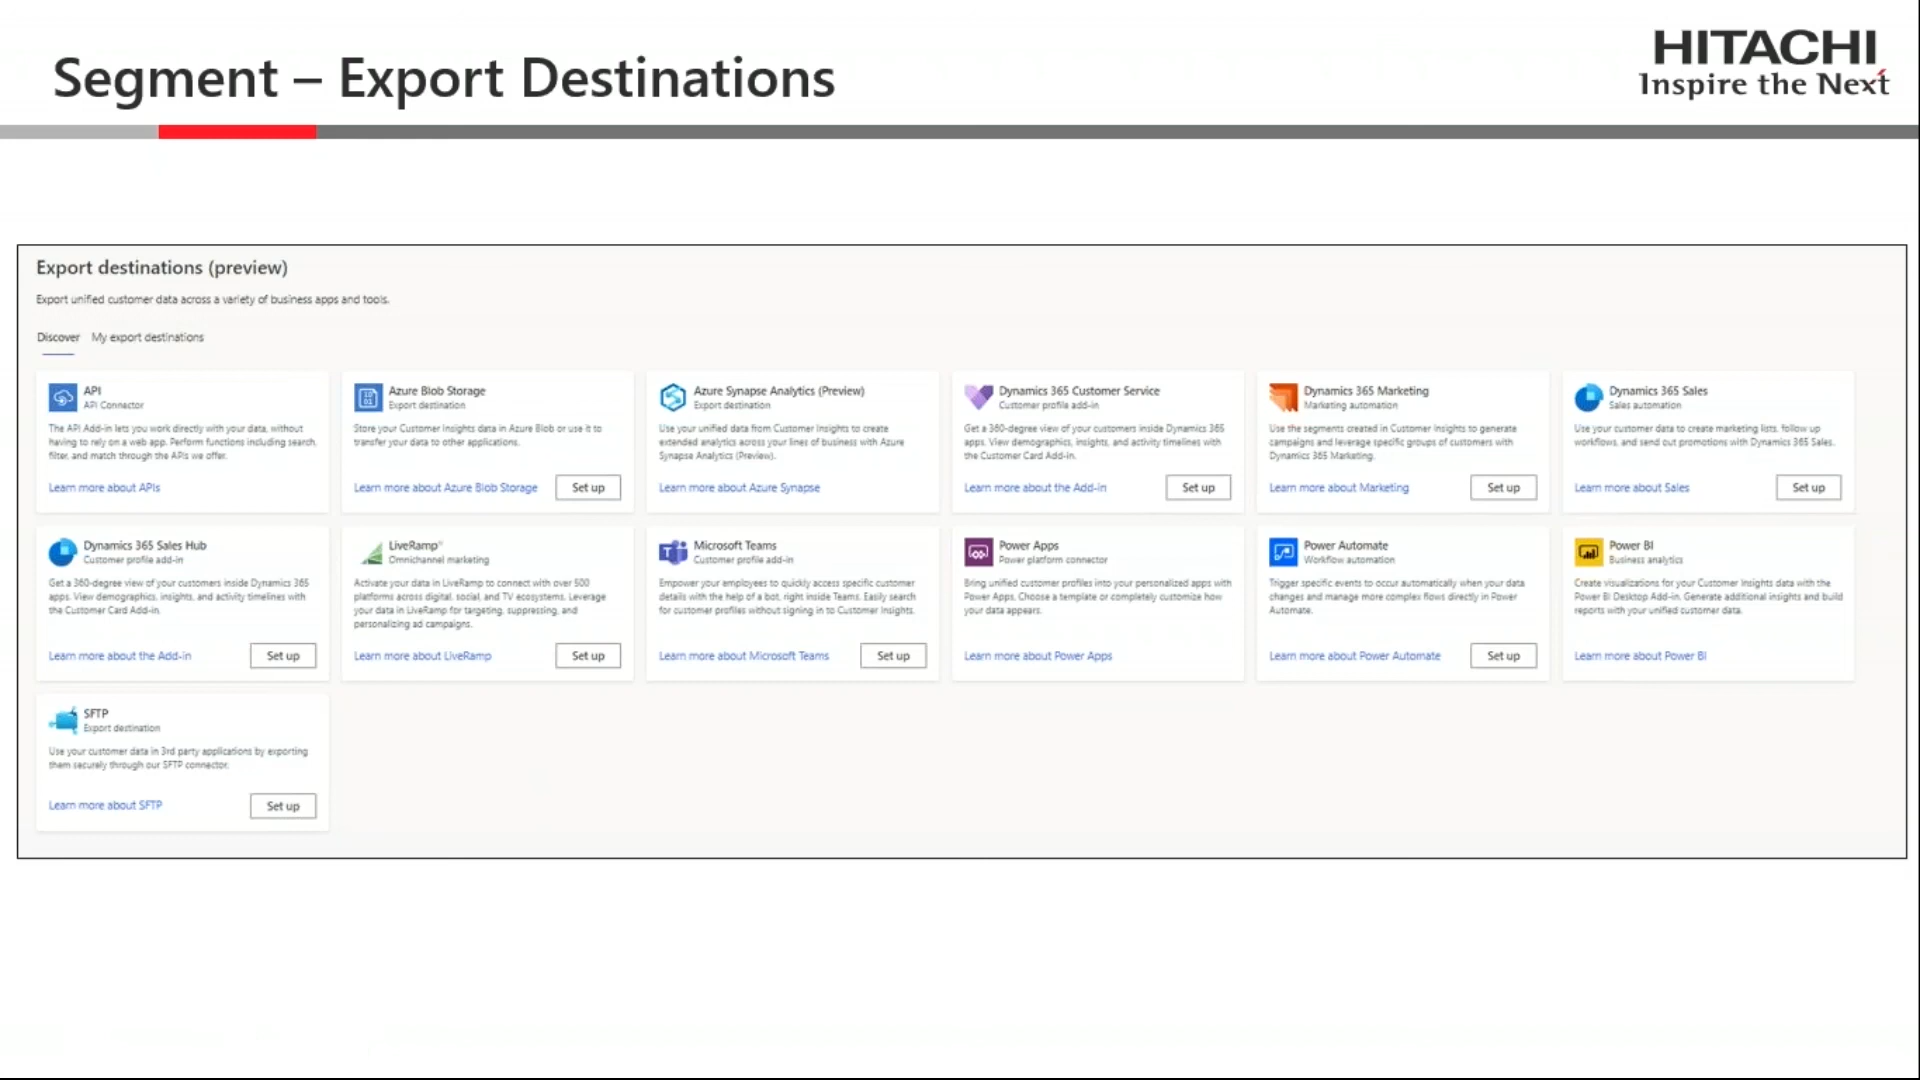 Segment – Export Destinations
HITACHI
Inspire the Next
Export destinations (preview)
Export unified customer data across a variety of business apps and tools.
Discover My export destinations
API
API Connector
The API Add-in lets you work directly with your data, without
having to rely on a web app. Perform functions including search,
filter, and match through the APIs we offer.
Learn more about APIs
Azure Blob Storage
Export destination
Store your Customer Insights data in Azure Blob or use it to
transfer your data to other applications.
Learn more about Azure Blob Storage
Set up
Azure Synapse Analytics (Preview)
Export destination
Use your unified data from Customer Insights to create
extended analytics across your lines of business with Azure
Synapse Analytics (Preview).
Learn more about Azure Synapse
Dynamics 365 Customer Service
Customer profile add-in
Get a 360-degree view of your customers inside Dynamics 365
apps. View demographics, insights, and activity timelines with
the Customer Card Add-in.
Learn more about the Add-in
Set up
Dynamics 365 Marketing
Marketing automation
Use the segments created in Customer Insights to generate
campaigns and leverage specific groups of customers with
Dynamics 365 Marketing.
Learn more about Marketing
Set up
Dynamics 365 Sales
Sales automation
Use your customer data to create marketing lists, follow up
workflows, and send out promotions with Dynamics 365 Sales.
Learn more about Sales
Set up
Dynamics 365 Sales Hub
Customer profile add-in
Get a 360-degree view of your customers inside Dynamics 365
apps. View demographics, insights, and activity timelines with
the Customer Card Add-in.
Learn more about the Add-in
Set up
LiveRamp®
Omnichannel marketing
Activate your data in LiveRamp to connect with over 500
platforms across digital, social, and TV ecosystems. Leverage
your data in LiveRamp for targeting, suppressing, and
personalizing ad campaigns.
Learn more about LiveRamp
Set up
Microsoft Teams
Customer profile add-in
Empower your employees to quickly access specific customer
details with the help of a bot, right inside Teams. Easily search
for customer profiles without signing in to Customer Insights.
Learn more about Microsoft Teams
Set up
Power Apps
Power platform connector
Bring unified customer profiles into your personalized apps with
Power Apps. Choose a template or completely customize how
your data appears.
Learn more about Power Apps
Power Automate
Workflow automation
Trigger specific events to occur automatically when your data
changes and manage more complex flows directly in Power
Automate.
Learn more about Power Automate
Set up
Power BI
Business analytics
Create visualizations for your Customer Insights data with the
Power BI Desktop Add-in. Generate additional insights and build
reports with your unified customer data.
Learn more about Power BI
SFTP
Export destination
Use your customer data in 3rd party applications by exporting
them securely through our SFTP connector.
Learn more about SFTP
Set up